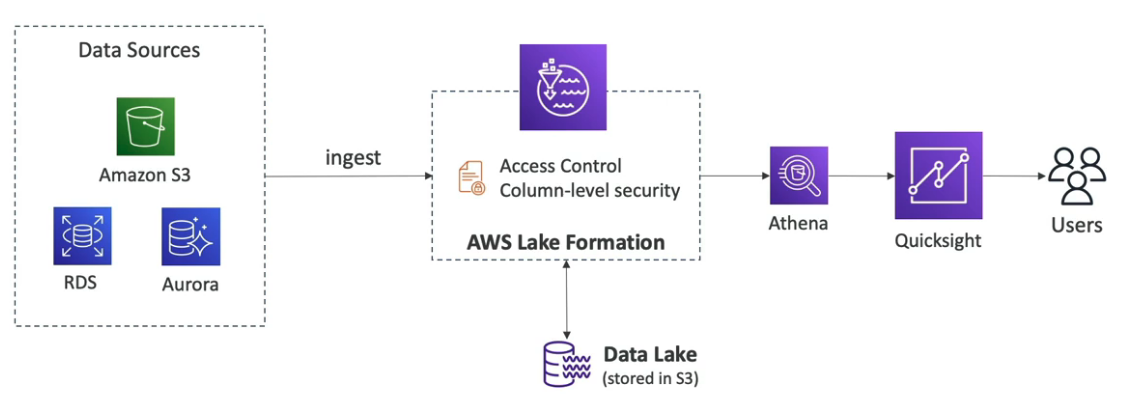 Data Sources
Amazon S3
RDS
Aurora
ingest
Access Control
Column-level security
AWS Lake Formation
Data Lake
(stored in S3)
Athena
Quicksight
Users